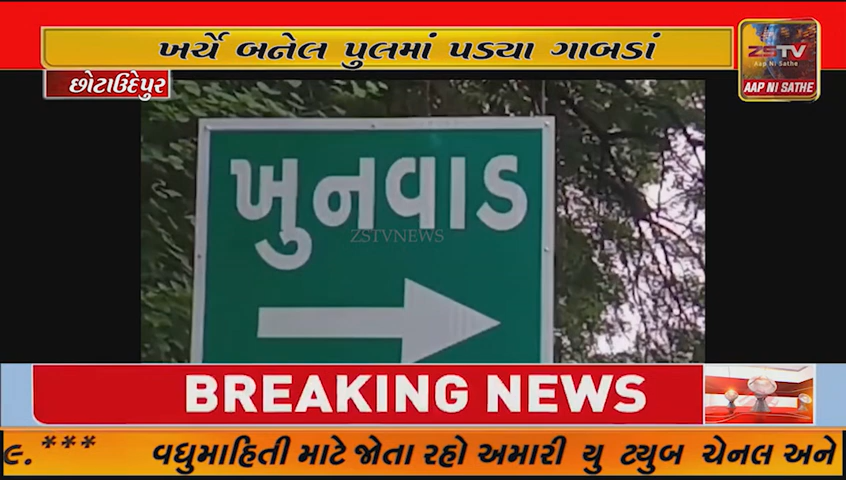 ખર્ચે બનેલ પુલમાં પડ્યા ગાબડાં
ZSTV
Aap Ni Sathe
AAP NI SATHE
છોટાઉદેપુર
ખુનવાડ
ZSTVNEWS
BREAKING NEWS
૯.*** વધુમાહિતી માટે જોતા રહો અમારી યુ ટ્યુબ ચેનલ અને